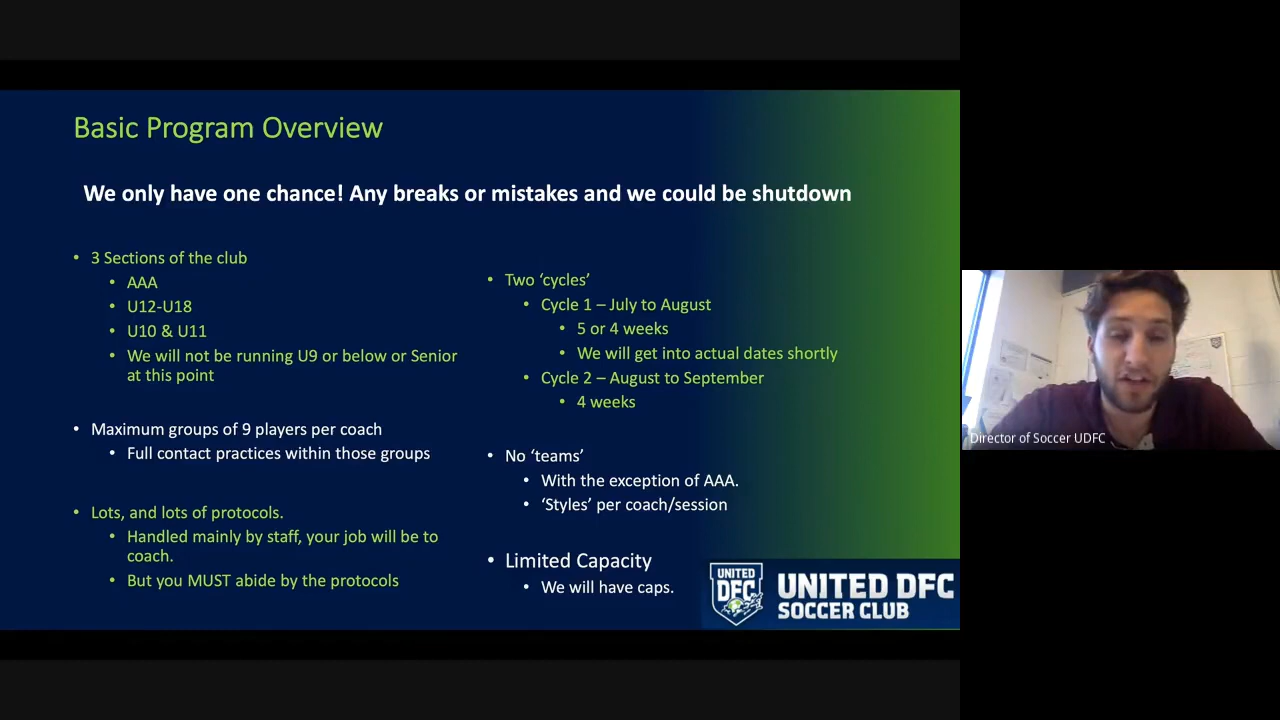 Basic Program Overview
We only have one chance! Any breaks or mistakes and we could be shutdown
• 3 Sections of the club
• AAA
• U12-U18
• U10 & U11
• We will not be running U9 or below or Senior
at this point
• Maximum groups of 9 players per coach
• Full contact practices within those groups
• Lots, and lots of protocols.
• Handled mainly by staff, your job will be to
coach.
• But you MUST abide by the protocols
• Two ‘cycles’
• Cycle 1 – July to August
• 5 or 4 weeks
• We will get into actual dates shortly
• Cycle 2 – August to September
• 4 weeks
• No ‘teams’
• With the exception of AAA.
• ‘Styles’ per coach/session
• Limited Capacity
• We will have caps.
UNITED
DFC
UNITED DFC
SOCCER CLUB
Director of Soccer UDFC